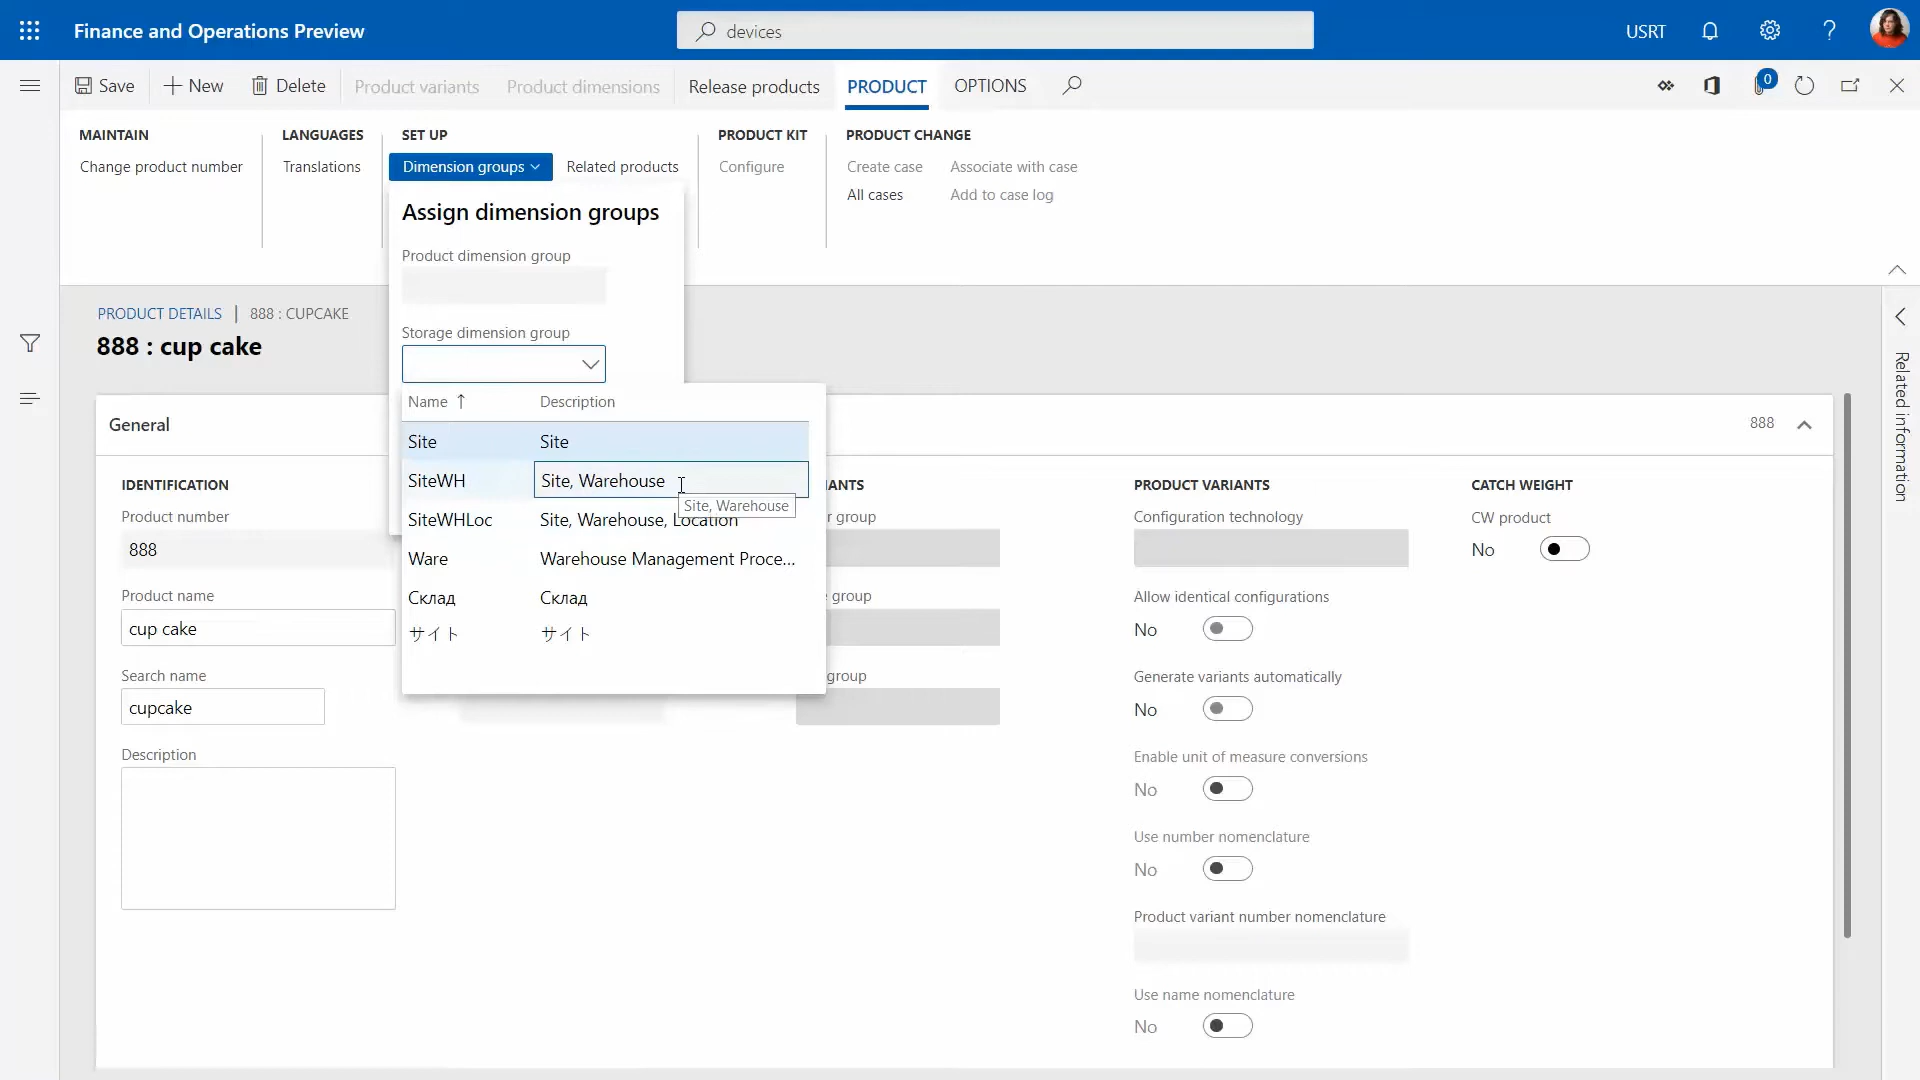 Finance and Operations Preview
devices
USRT
?
Save
New
Delete
Product variants
Product dimensions
Release products
PRODUCT
OPTIONS
0
MAINTAIN
Change product number
LANGUAGES
Translations
SET UP
Dimension groups
Related products
PRODUCT KIT
Configure
PRODUCT CHANGE
Create case
Associate with case
All cases
Add to case log
Assign dimension groups
Product dimension group
Storage dimension group
Name ↑ Description
Site Site
SiteWH Site, Warehouse
Site, Warehouse
SiteWHLoc Site, Warehouse, Location
Ware Warehouse Management Proce...
Склад Склад
サイト サイト
PRODUCT DETAILS | 888 : CUPCAKE
888 : cup cake
General
888
IDENTIFICATION
Product number
888
Product name
cup cake
Search name
cupcake
Description
ANTS
r group
group
group
PRODUCT VARIANTS
Configuration technology
Allow identical configurations
No
Generate variants automatically
No
Enable unit of measure conversions
No
Use number nomenclature
No
Product variant number nomenclature
Use name nomenclature
No
CATCH WEIGHT
CW product
No
Related information